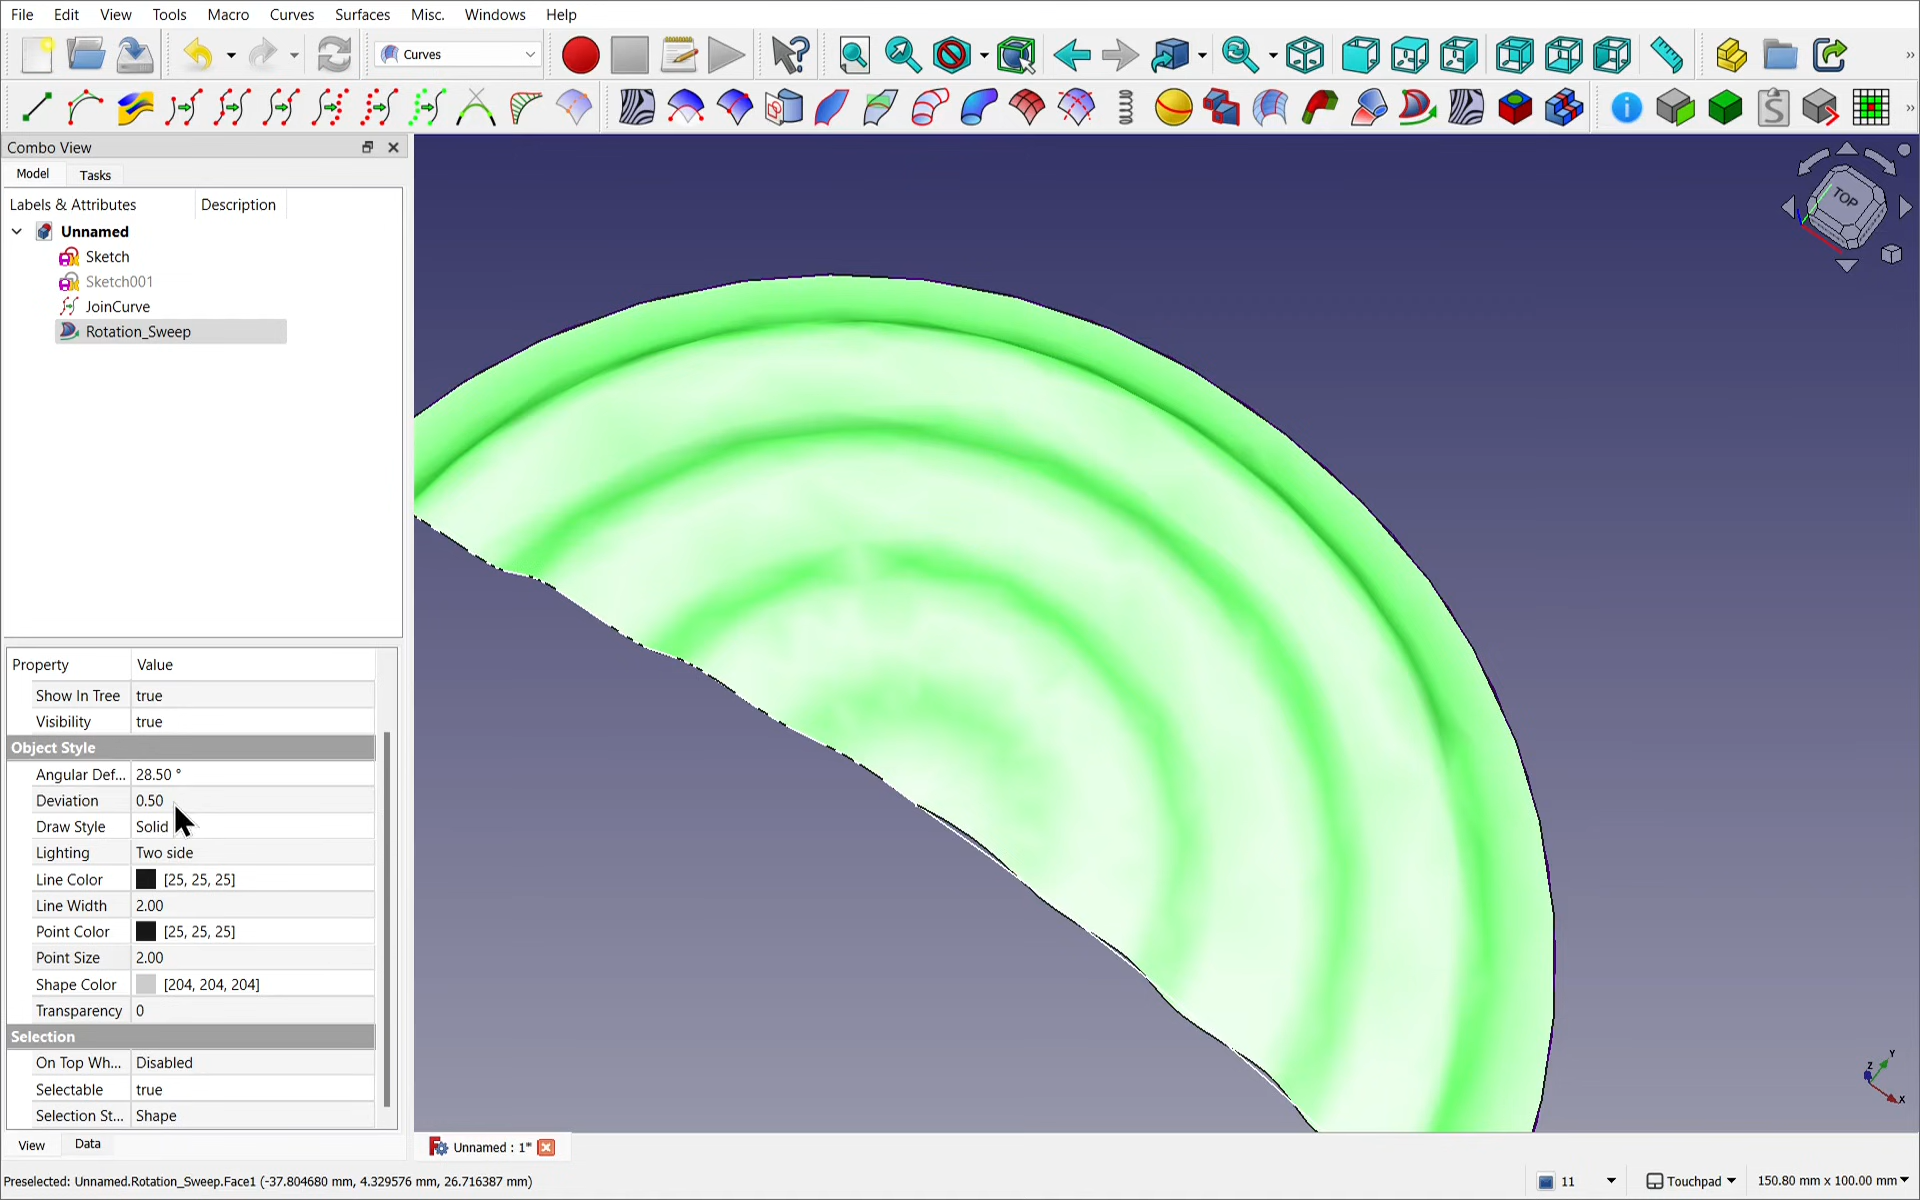 File Edit View Tools Macro Curves Surfaces Misc. Windows Help
Curves
Combo View
Model Tasks
Labels & Attributes Description
Unnamed
Sketch
Sketch001
JoinCurve
Rotation_Sweep
TOP
Property Value
Show In Tree true
Visibility true
Object Style
Angular Def... 28.50 °
Deviation 0.50
Draw Style Solid
Lighting Two side
Line Color [25, 25, 25]
Line Width 2.00
Point Color [25, 25, 25]
Point Size 2.00
Shape Color [204, 204, 204]
Transparency 0
Selection
On Top Wh... Disabled
Selectable true
Selection St... Shape
Z Y X
View Data
Unnamed : 1*
Preselected: Unnamed.Rotation_Sweep.Face1 (-37.804680 mm, 4.329576 mm, 26.716387 mm)
11 Touchpad 150.80 mm x 100.00 mm